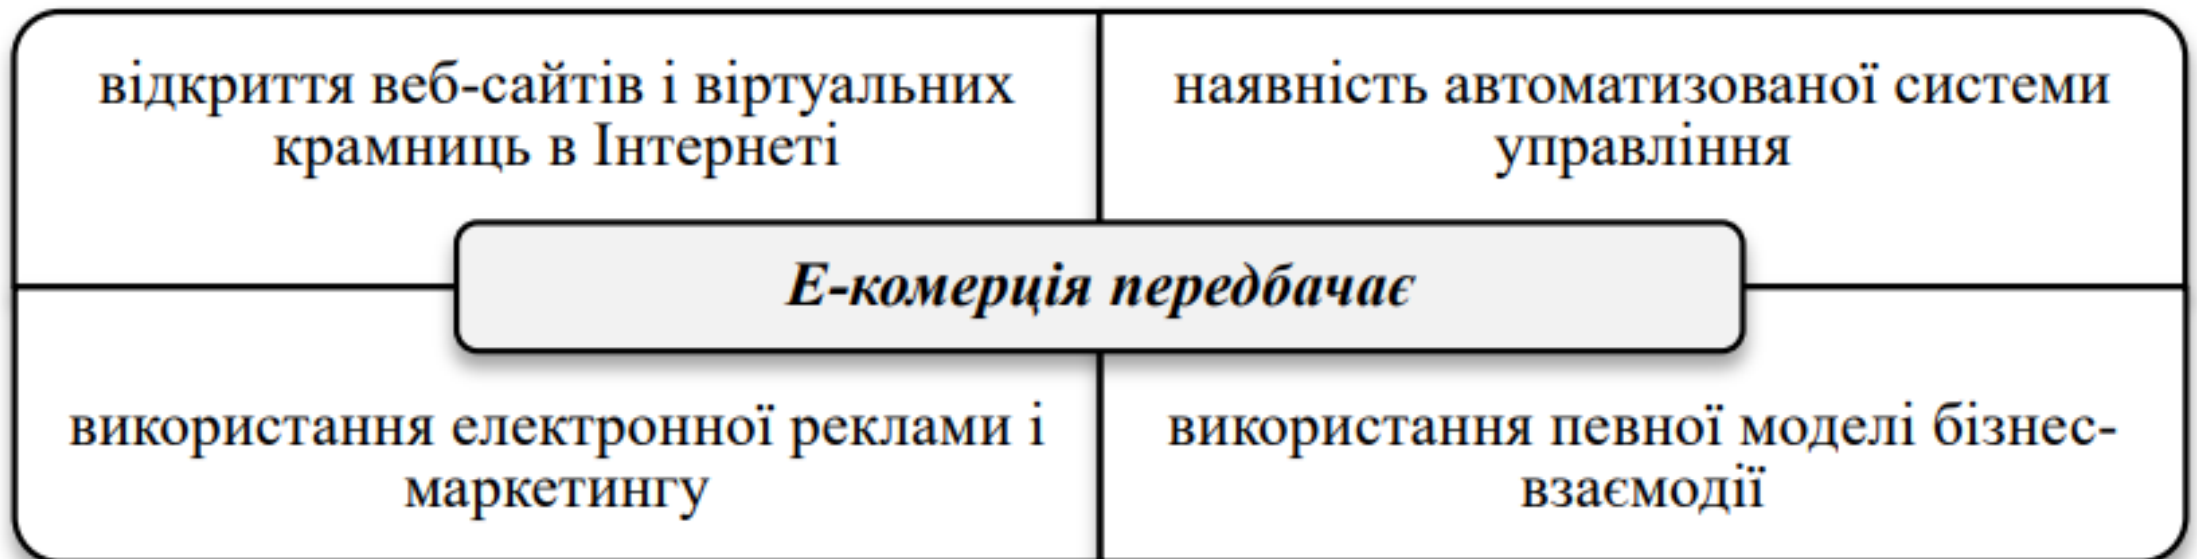 відкриття веб-сайтів і віртуальних
крамниць в Інтернеті
наявність автоматизованої системи
управління
Е-комерція передбачає
використання електронної реклами і
маркетингу
використання певної моделі бізнес-
взаємодії